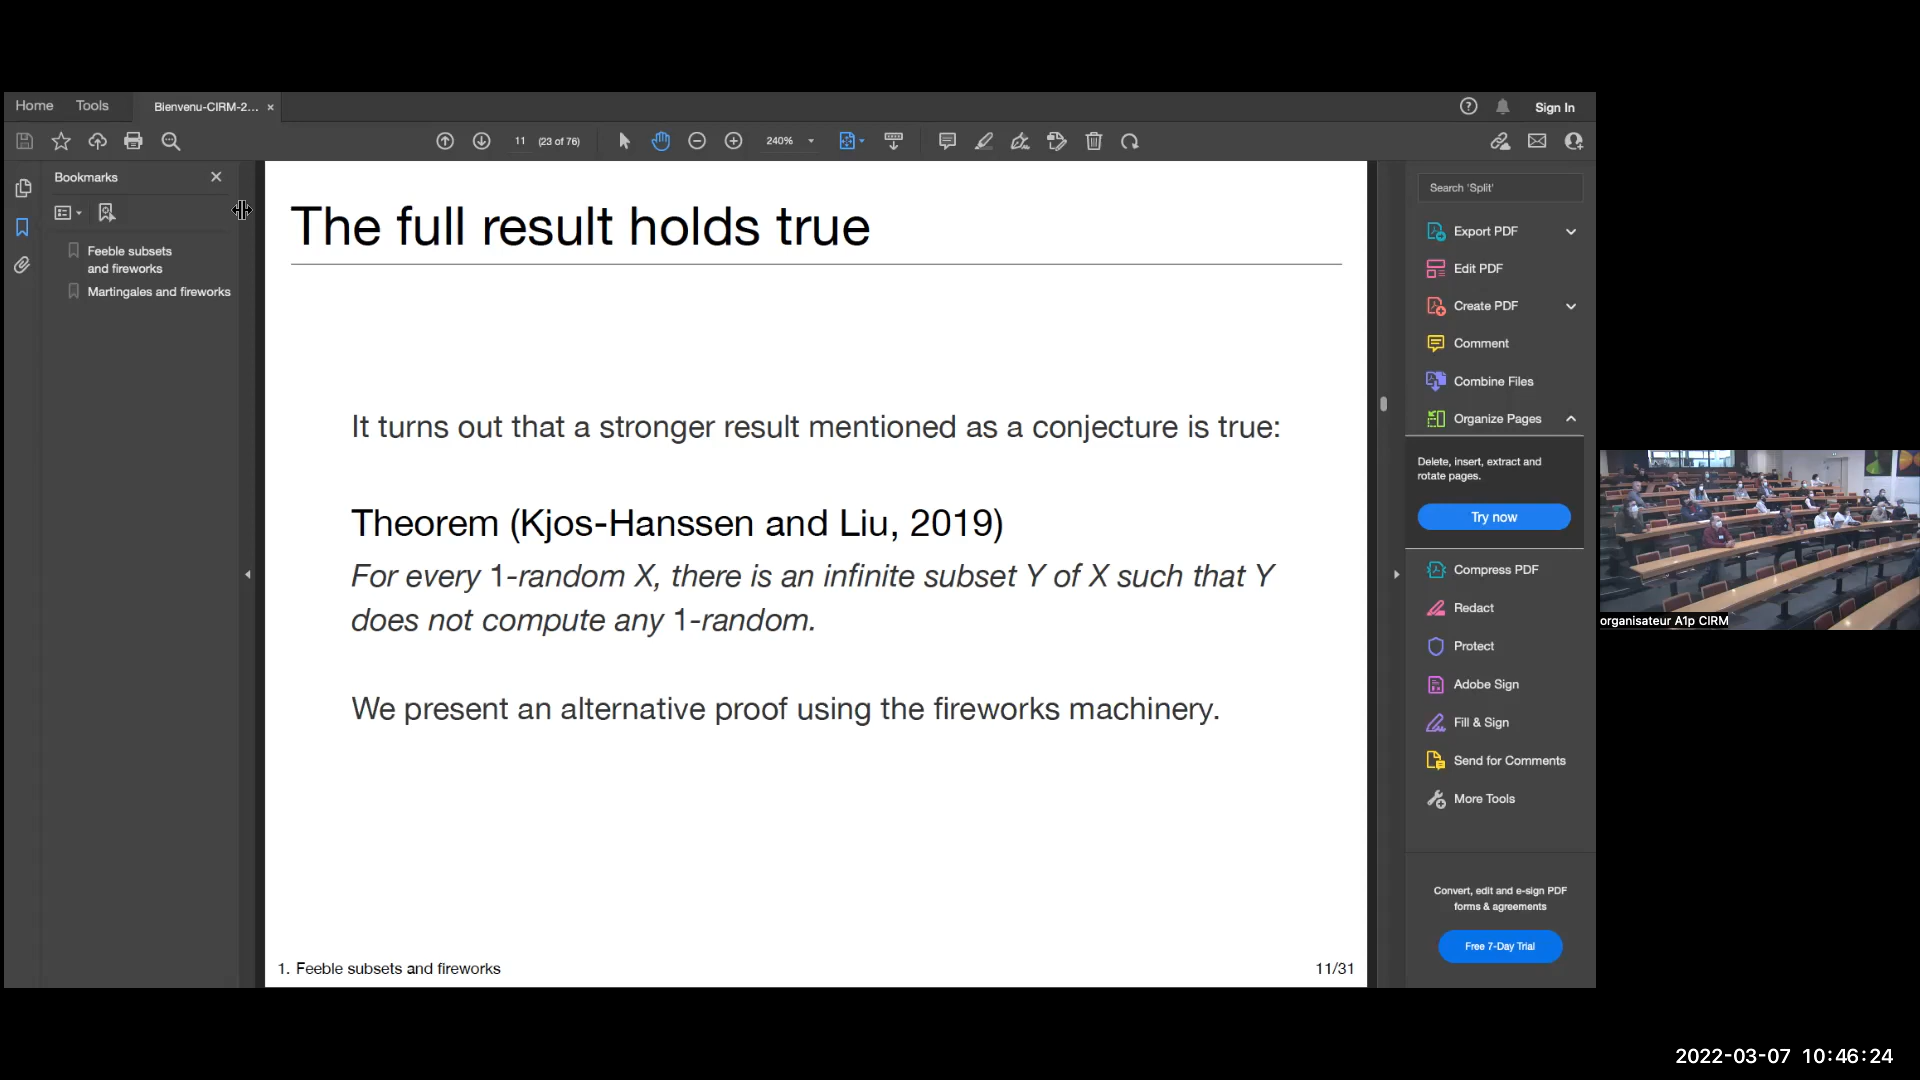 Home Tools Bienvenu-CIRM-2... × Sign In
11 (23 of 76) 240%
Bookmarks
Feeble subsets
and fireworks
Martingales and fireworks
The full result holds true
It turns out that a stronger result mentioned as a conjecture is true:
Theorem (Kjos-Hanssen and Liu, 2019)
For every 1-random X, there is an infinite subset Y of X such that Y
does not compute any 1-random.
We present an alternative proof using the fireworks machinery.
1. Feeble subsets and fireworks 11/31
Search 'Split'
Export PDF
Edit PDF
Create PDF
Comment
Combine Files
Organize Pages
Delete, insert, extract and
rotate pages.
Try now
Compress PDF
Redact
Protect
Adobe Sign
Fill & Sign
Send for Comments
More Tools
Convert, edit and e-sign PDF
forms & agreements
Free 7-Day Trial
organisateur A1p CIRM
2022-03-07 10:46:24